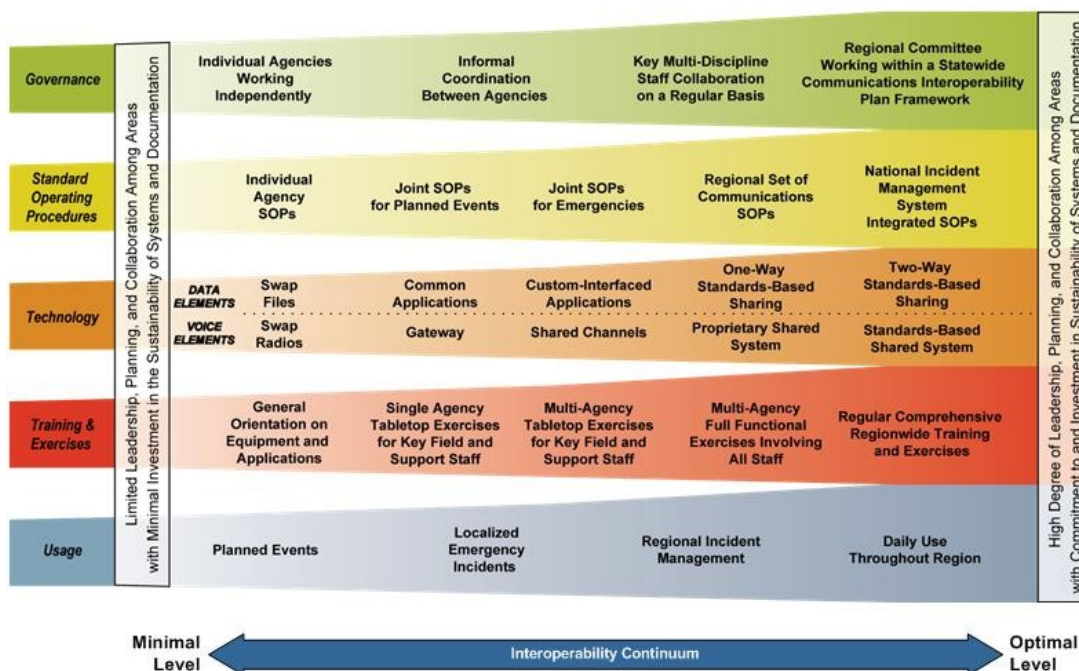 Limited Leadership, Planning, and Collaboration Among Areas
with Minimal Investment in the Sustainability of Systems and Documentation
Governance
Individual Agencies
Working
Independently
Informal
Coordination
Between Agencies
Key Multi-Discipline
Staff Collaboration
on a Regular Basis
Regional Committee
Working within a Statewide
Communications Interoperability
Plan Framework
Standard
Operating
Procedures
Individual
Agency
SOPs
Joint SOPs
for Planned Events
Joint SOPs
for Emergencies
Regional Set of
Communications
SOPs
National Incident
Management
System
Integrated SOPs
Technology
DATA
ELEMENTS
Swap
Files
Common
Applications
Custom-Interfaced
Applications
One-Way
Standards-Based
Sharing
Two-Way
Standards-Based
Sharing
VOICE
ELEMENTS
Swap
Radios
Gateway
Shared Channels
Proprietary Shared
System
Standards-Based
Shared System
Training &
Exercises
General
Orientation on
Equipment and
Applications
Single Agency
Tabletop Exercises
for Key Field and
Support Staff
Multi-Agency
Tabletop Exercises
for Key Field and
Support Staff
Multi-Agency
Full Functional
Exercises Involving
All Staff
Regular Comprehensive
Regionwide Training
and Exercises
Usage
Planned Events
Localized
Emergency
Incidents
Regional Incident
Management
Daily Use
Throughout Region
High Degree of Leadership, Planning, and Collaboration Among Areas
with Commitment to and Investment in Sustainability of Systems and Documentation
Minimal
Level
Interoperability Continuum
Optimal
Level